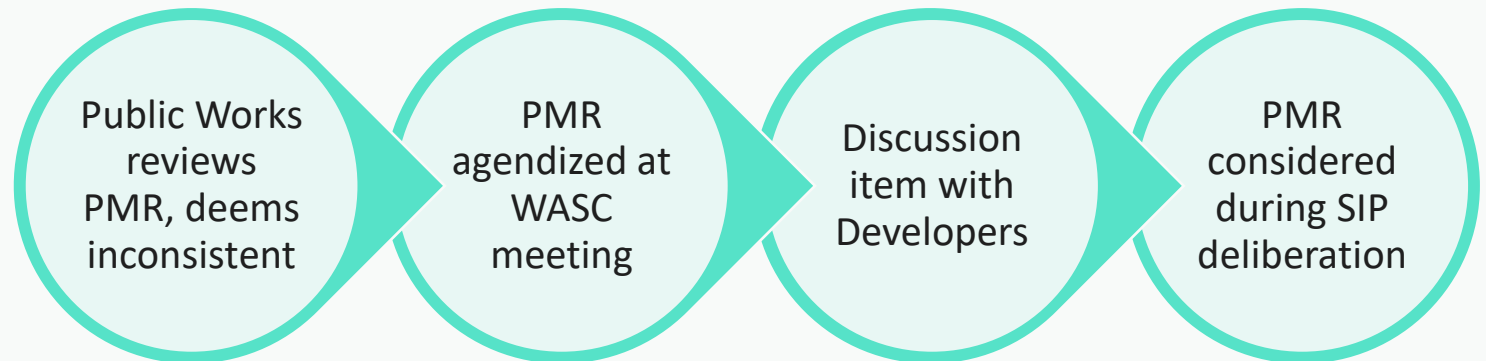 Public Works
reviews
PMR, deems
inconsistent
PMR
agendized at
WASC
meeting
Discussion
item with
Developers
PMR
considered
during SIP
deliberation